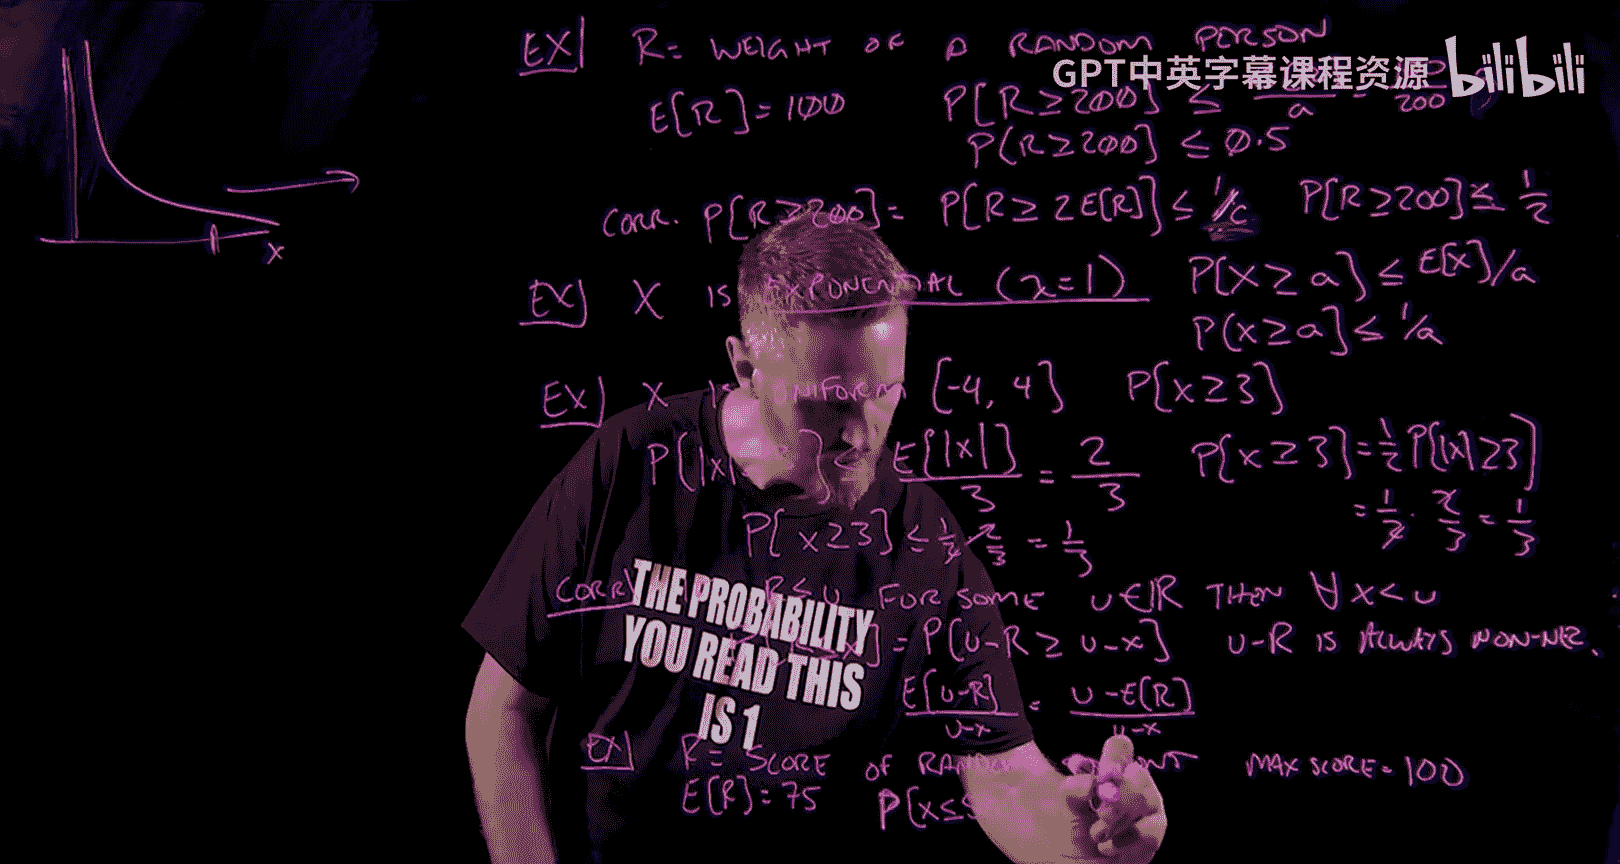 EX R = WEIGHT OF A RANDOM PERSON
GPT中英字幕课程资源 bilibili
E[R] = 100 P[R ≥ 200] ≤ a 200
P[R ≥ 200] ≤ 0.5
CORR. P[R ≥ 200] = P[R ≥ 2E[R]] ≤ 1/c P[R ≥ 200] ≤ 1/2
EX X IS EXPONENTIAL (λ=1) P[X ≥ a] ≤ E[X]/a
P[X ≥ a] ≤ 1/a
EX X IS UNIFORM [-4, 4] P[X ≥ 3]
P[|X| ] ≤ E[|X|]/3 = 2/3 P[X ≥ 3] = 1/2 P[|X| ≥ 3]
= 1/2 · 2/3 = 1/3
P[X ≥ 3] ≤ 1/2 · 2/3 = 1/3
CORR R ≤ U FOR SOME U ∈ ℝ THEN ∀ x < U
x] = P[U-R ≥ U-x] U-R IS ALWAYS NON-NEG.
E[U-R]/U-x = U-E[R]/U-x
THE PROBABILITY
YOU READ THIS
IS 1
EX R = SCORE OF MAX SCORE = 100
E[R] = 75 P[X ≤
X